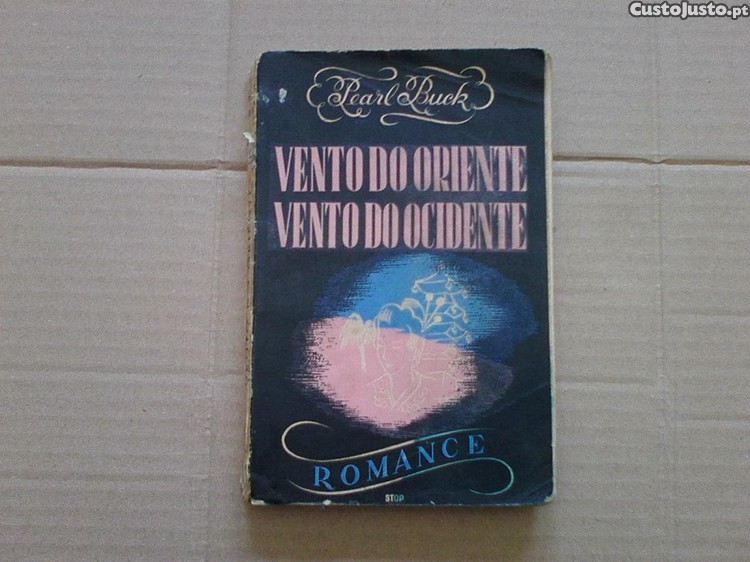 CustoJusto.pt
Pearl Buck
VENTO DO ORIENTE
VENTO DO OCIDENTE
ROMANCE
STOP